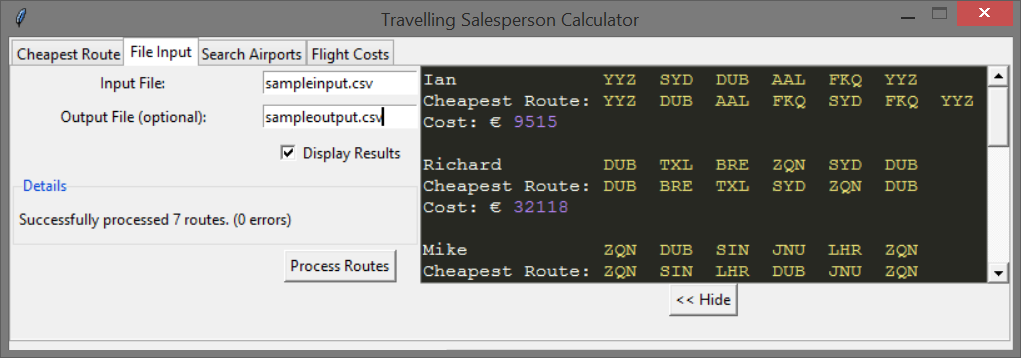 Travelling Salesperson Calculator
Cheapest Route File Input Search Airports Flight Costs
Input File: sampleinput.csv
Output File (optional): sampleoutput.csv
Display Results
Details
Successfully processed 7 routes. (0 errors)
Process Routes
Ian YYZ SYD DUB AAL FKQ YYZ
Cheapest Route: YYZ DUB AAL FKQ SYD FKQ YYZ
Cost: € 9515
Richard DUB TXL BRE ZQN SYD DUB
Cheapest Route: DUB BRE TXL SYD ZQN DUB
Cost: € 32118
Mike ZQN DUB SIN JNU LHR ZQN
Cheapest Route: ZQN SIN LHR DUB JNU ZQN
<< Hide